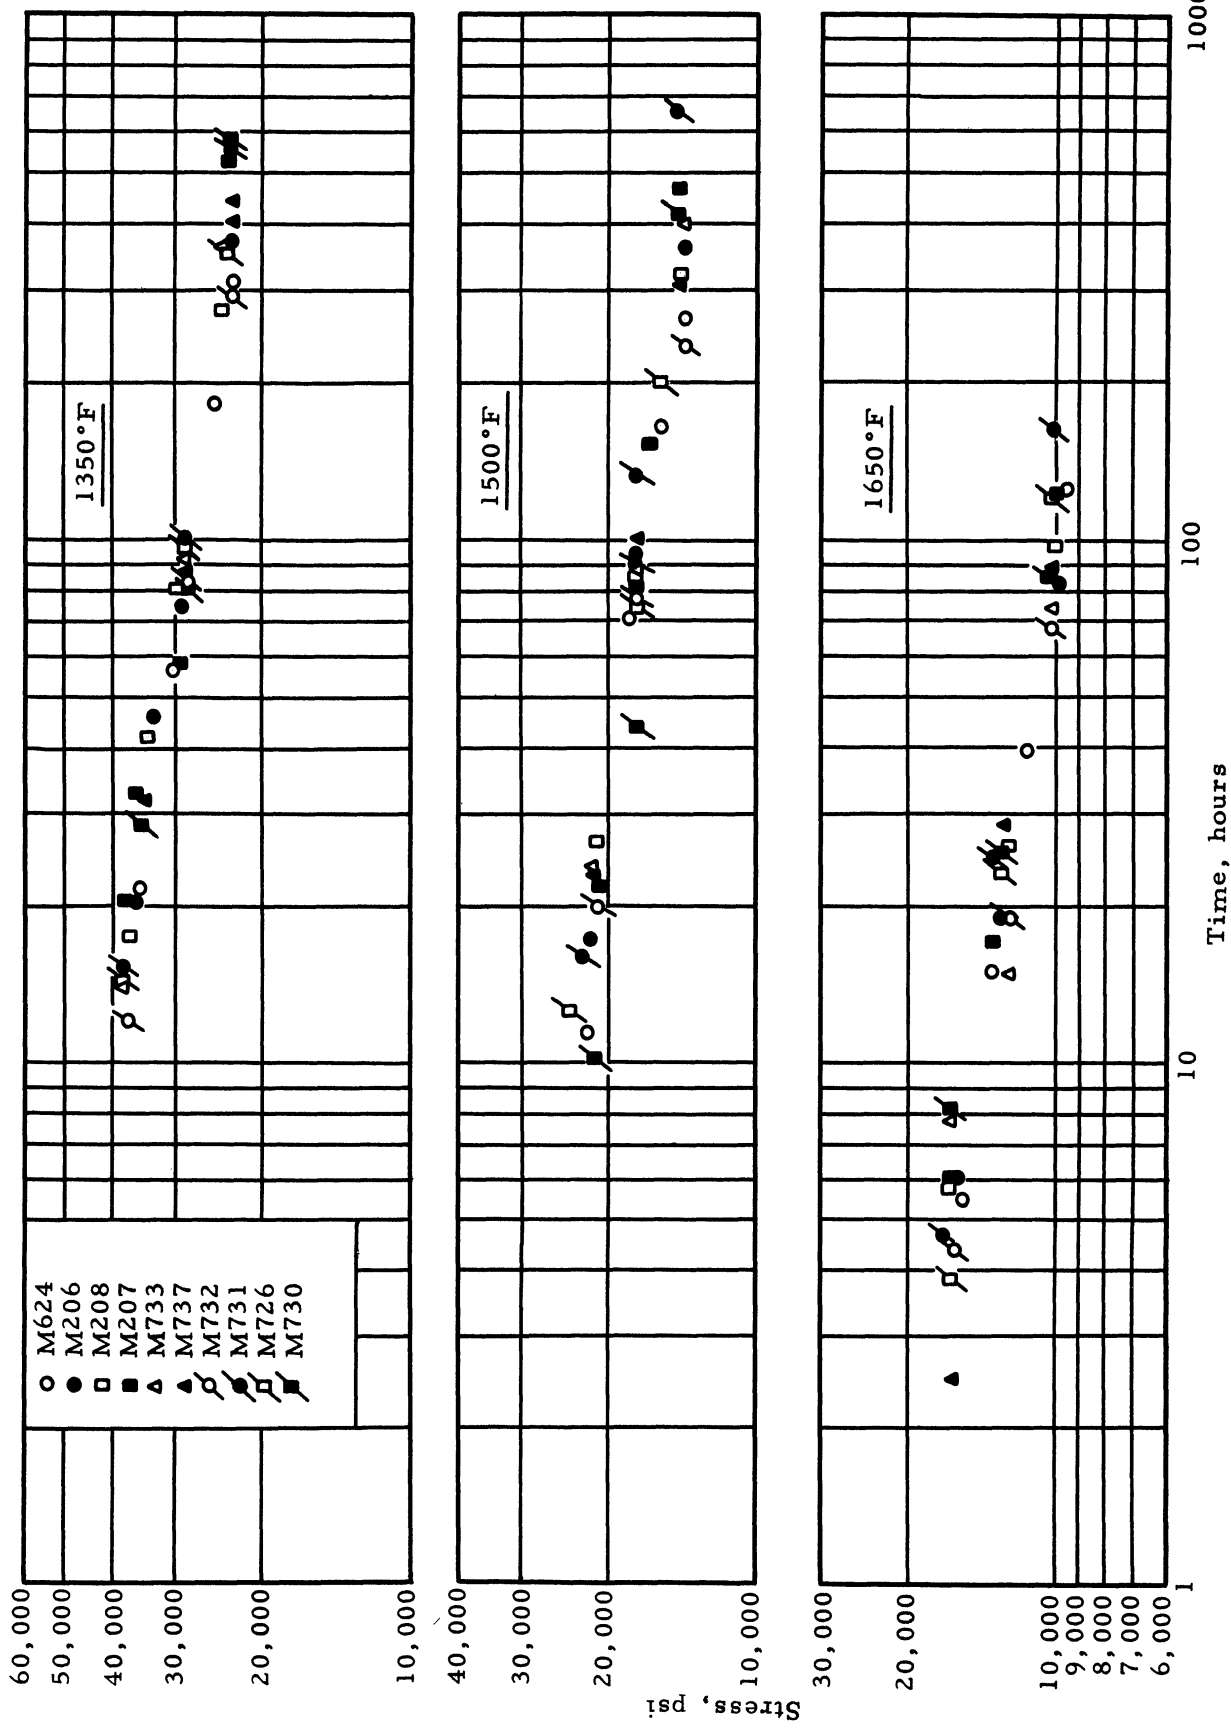 1350°F
○ M624
● M206
□ M208
■ M207
△ M733
▲ M737
M732
M731
M726
M730
60,000
50,000
40,000
30,000
20,000
10,000
1500°F
40,000
30,000
20,000
10,000
1650°F
30,000
20,000
10,000
9,000
8,000
7,000
6,000
Stress, psi
1
10
100
1000
Time, hours